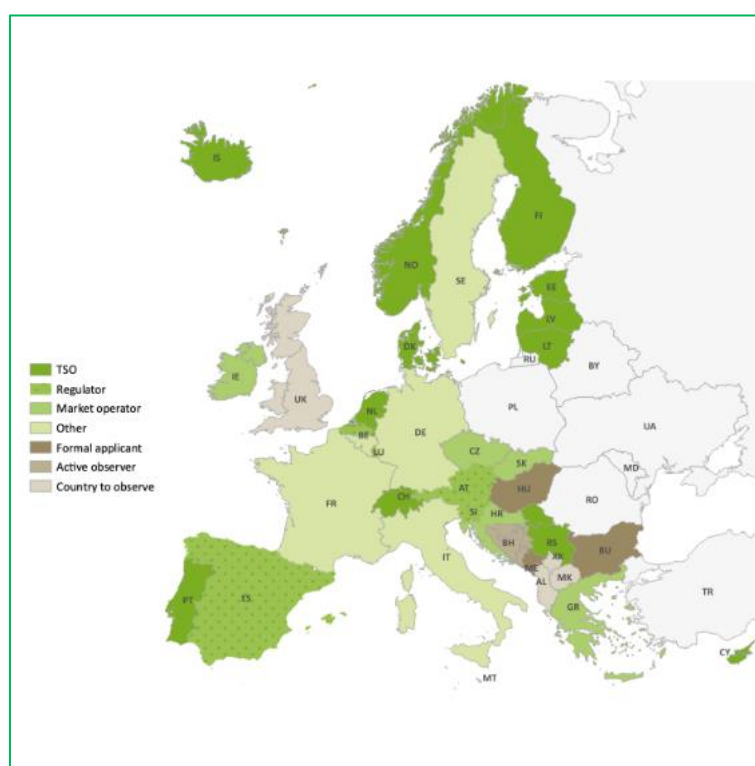 IS
FI
NO
SE
EE
LV
DK
LT
RU
BY
IE
UK
NL
PL
BE
DE
UA
LU
CZ
SK
MD
FR
CH
AT
HU
SI
HR
RO
BH
RS
BU
IT
ME
XK
MK
AL
PT
ES
GR
TR
CY
MT
TSO
Regulator
Market operator
Other
Formal applicant
Active observer
Country to observe